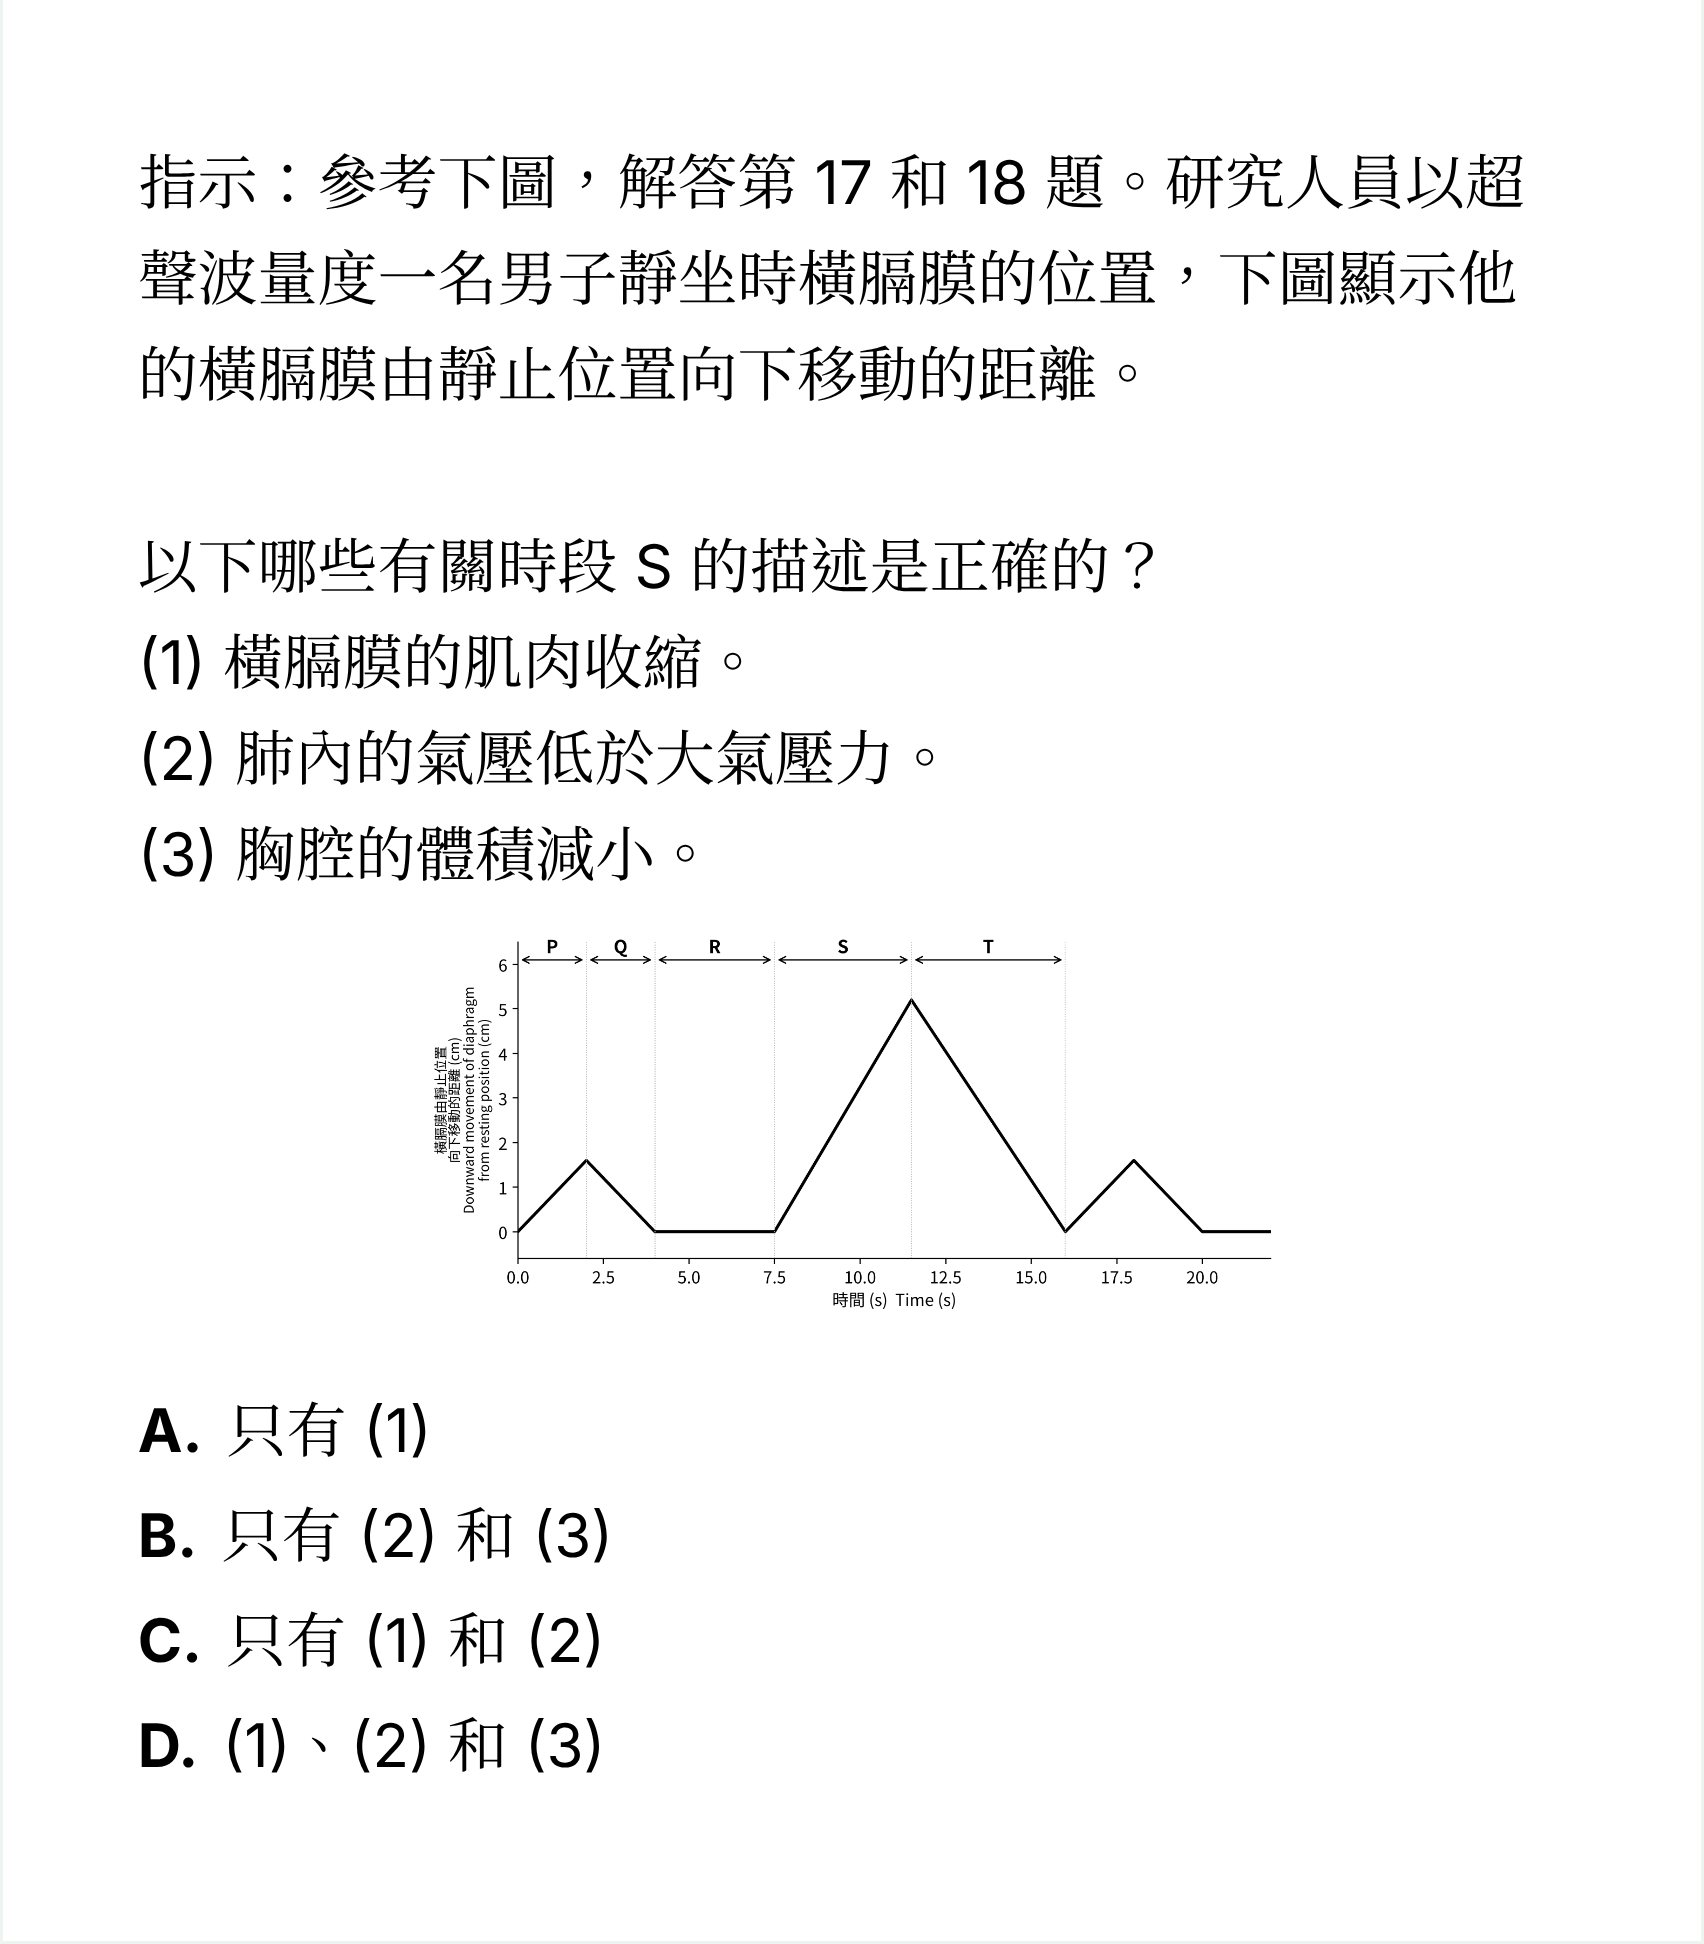 指示：參考下圖，解答第 17 和 18 題。研究人員以超
聲波量度一名男子靜坐時橫膈膜的位置，下圖顯示他
的橫膈膜由靜止位置向下移動的距離。
以下哪些有關時段 S 的描述是正確的？
(1) 橫膈膜的肌肉收縮。
(2) 肺內的氣壓低於大氣壓力。
(3) 胸腔的體積減小。
P Q R S T
6
5
4
3
2
1
0
橫膈膜由靜止位置
向下移動的距離 (cm)
Downward movement of diaphragm
from resting position (cm)
0.0 2.5 5.0 7.5 10.0 12.5 15.0 17.5 20.0
時間 (s) Time (s)
A. 只有 (1)
B. 只有 (2) 和 (3)
C. 只有 (1) 和 (2)
D. (1)、(2) 和 (3)